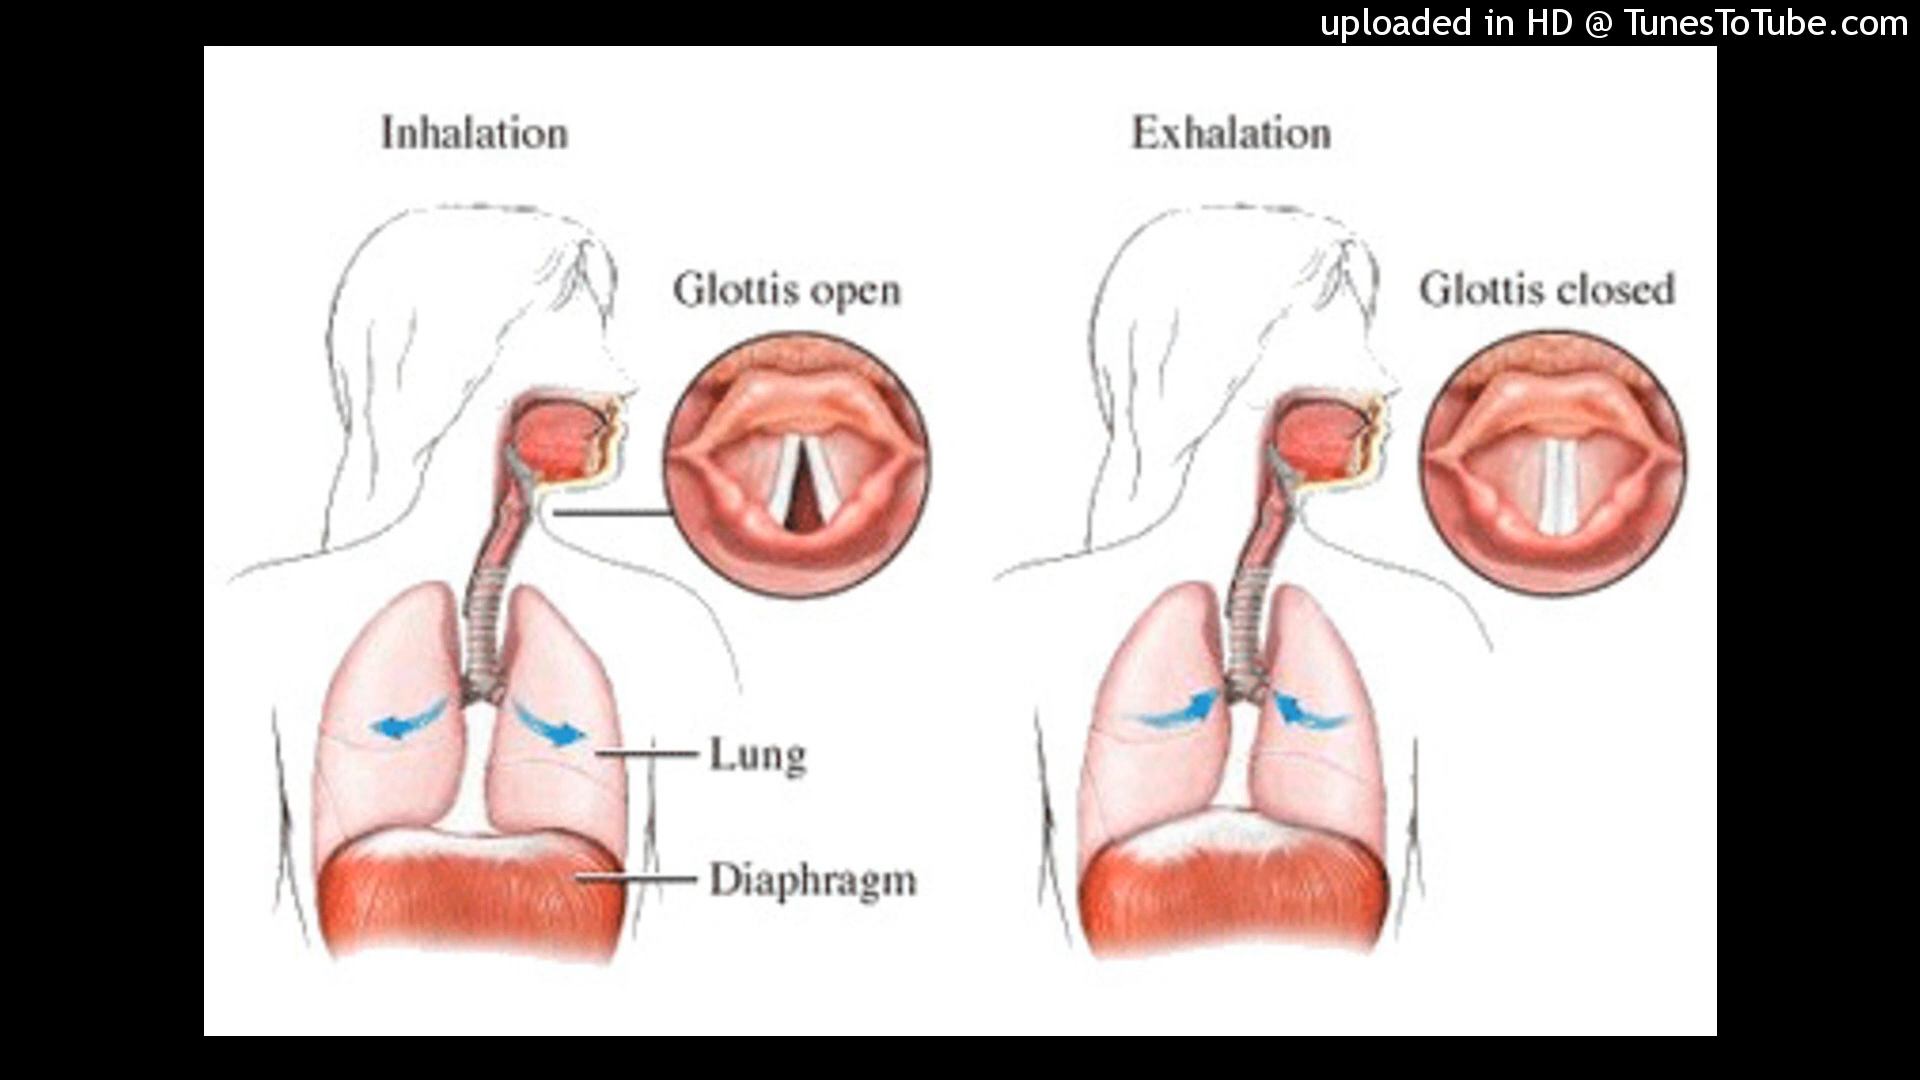 uploaded in HD @ TunesToTube.com
Inhalation
Exhalation
Glottis open
Glottis closed
Lung
Diaphragm